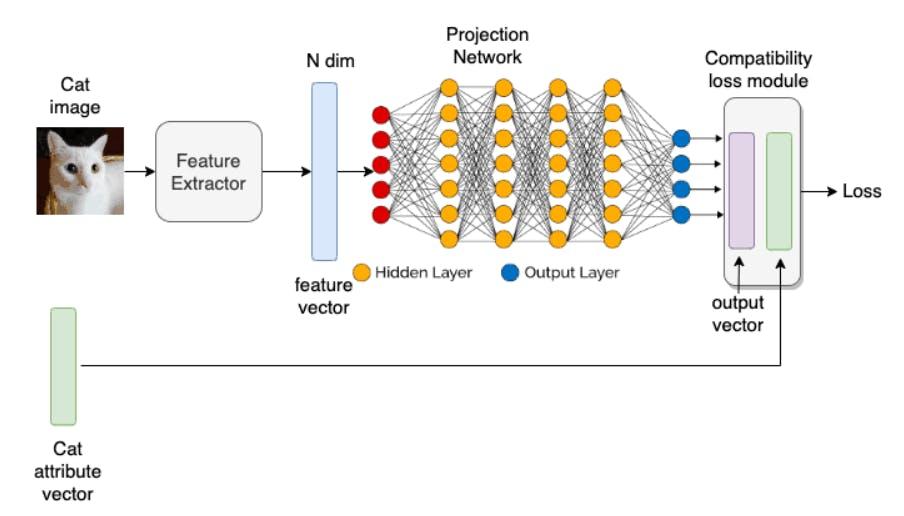 Projection
Network
N dim
Compatibility
loss module
Cat
image
Feature
Extractor
Loss
Hidden Layer
Output Layer
feature
vector
output
vector
Cat
attribute
vector